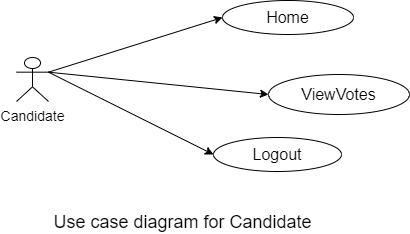 Home
ViewVotes
Candidate
Logout
Use case diagram for Candidate